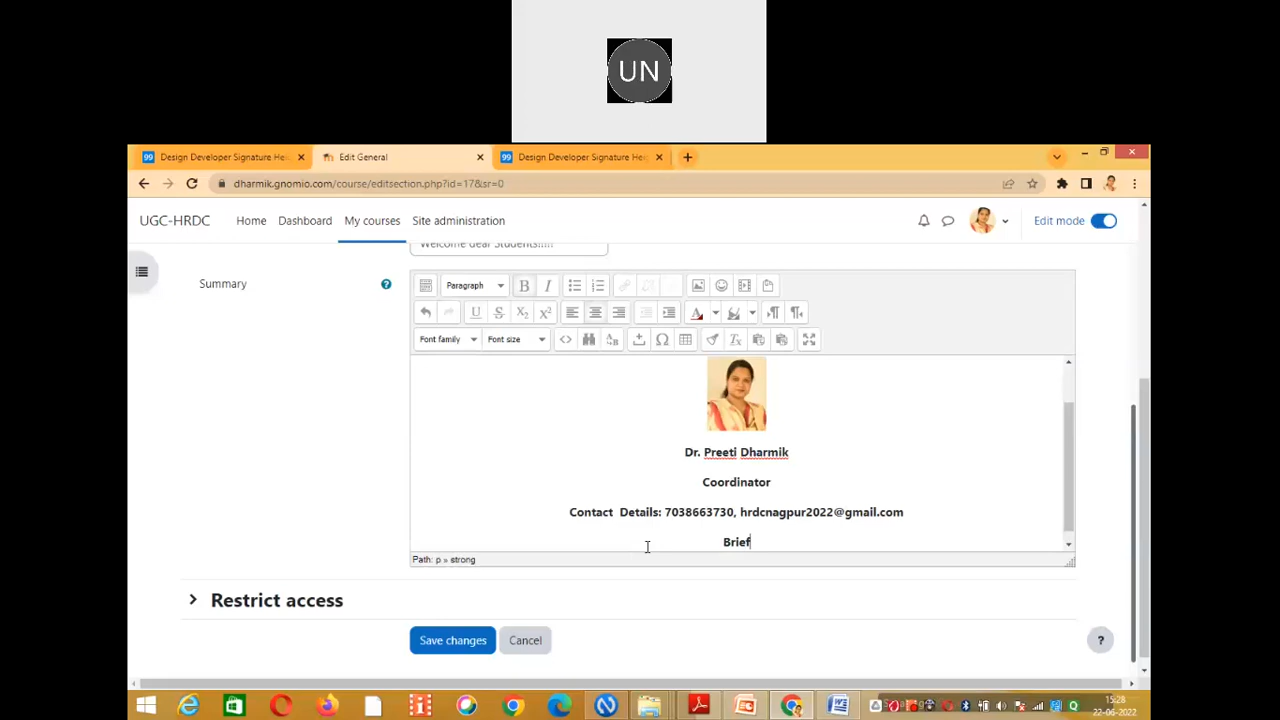 UN
Design Developer Signature He
Edit General
Design Developer Signature He
dharmik.gnomio.com/course/editsection.php?id=17&sr=0
UGC-HRDC
Home
Dashboard
My courses
Site administration
Edit mode
Welcome dear Students!!!!!
Summary
Paragraph
Font family
Font size
Dr. Preeti Dharmik
Coordinator
Contact Details: 7038663730, hrdcnagpur2022@gmail.com
Brief
Path: p » strong
Restrict access
Save changes
Cancel
15:28
22-06-2022